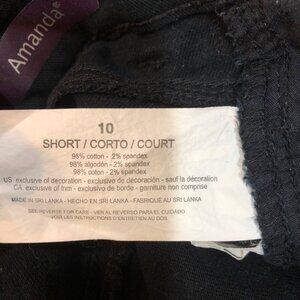 Amanda®
10
SHORT / CORTO / COURT
98% cotton - 2% spandex
98% algodón - 2% spandex
98% coton - 2% spandex
US exclusive of decoration - exclusivo de decoración - sauf la décoration
CA exclusive of trim - exclusivo de borde - garniture non comprise
MADE IN SRI LANKA - HECHO EN SRI LANKA - FABRIQUÉ AU SRI LANKA
SEE REVERSE FOR CARE - VER AL REVERSO PARA EL CUIDADO
VOIR LES INSTRUCTIONS D'ENTRETIEN AU DOS.